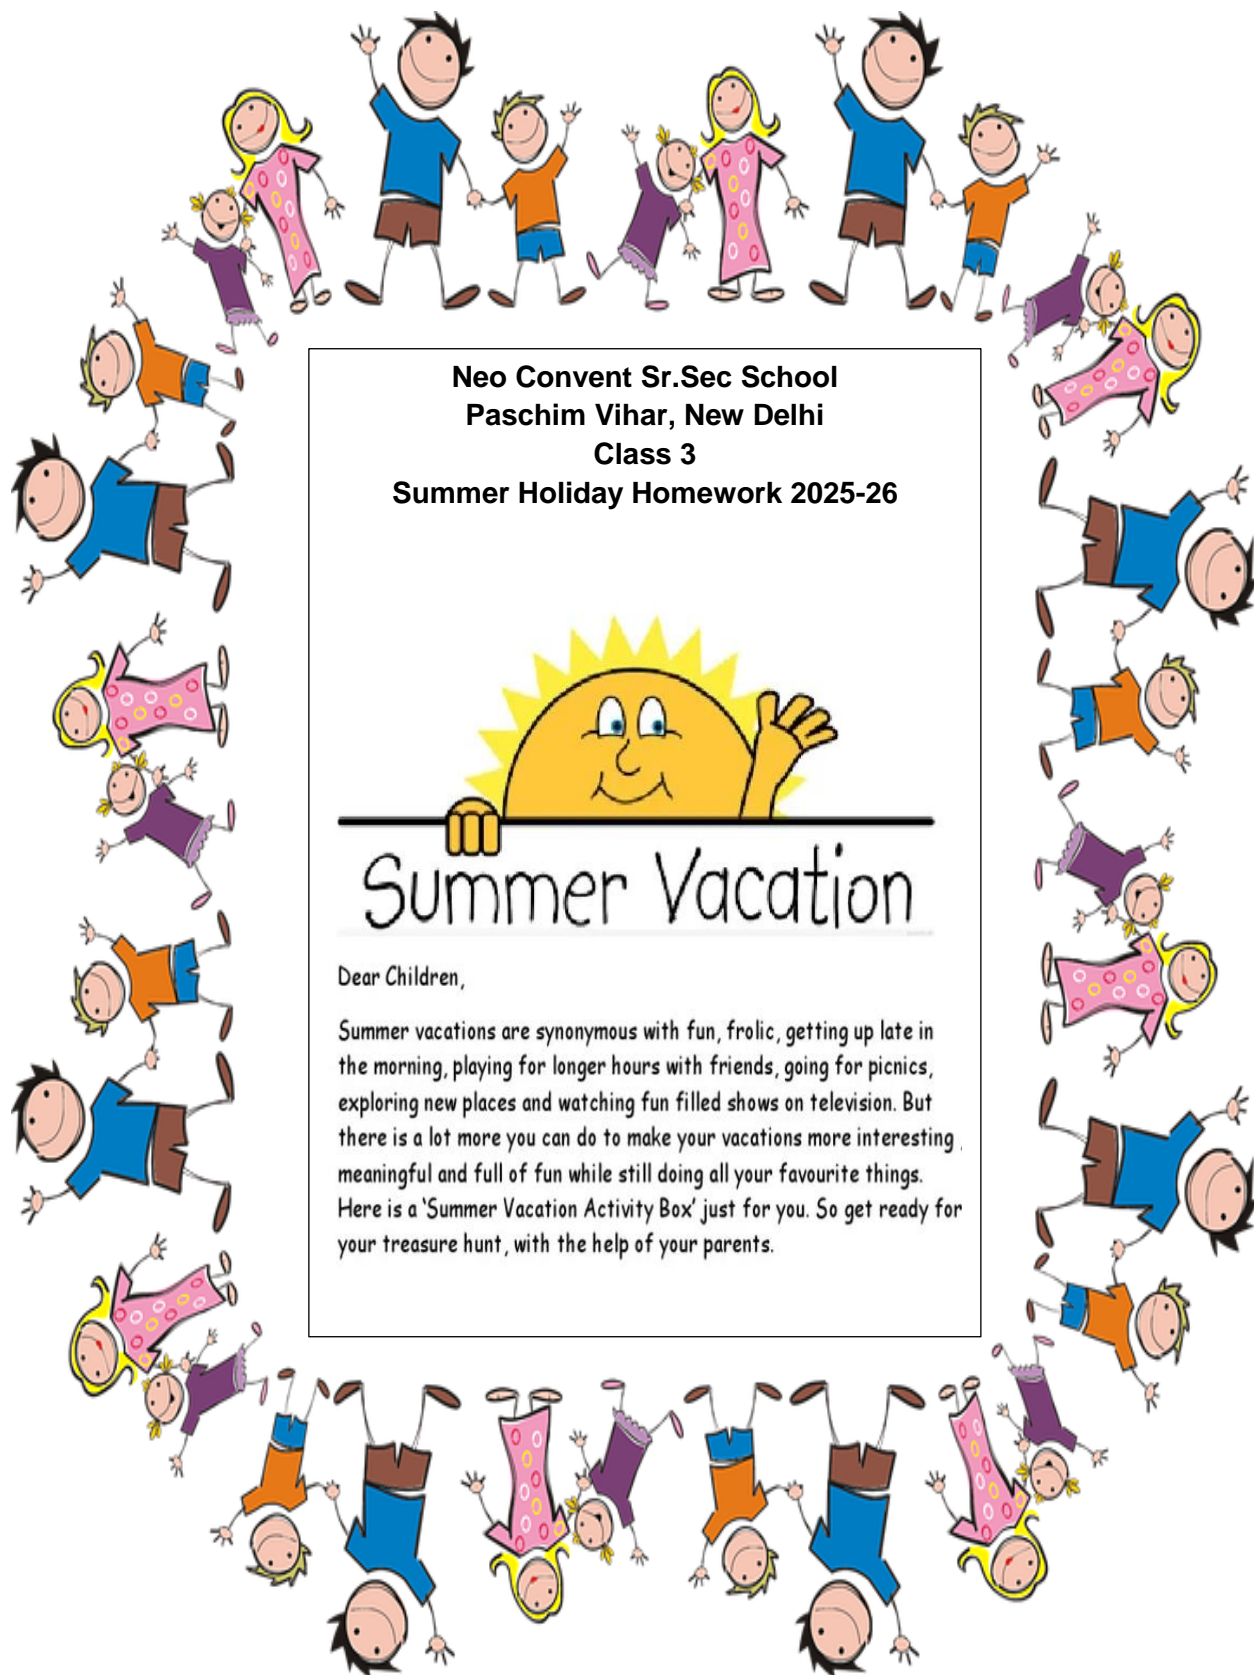 Neo Convent Sr.Sec School
Paschim Vihar, New Delhi
Class 3
Summer Holiday Homework 2025-26
Summer Vacation
Dear Children,
Summer vacations are synonymous with fun, frolic, getting up late in
the morning, playing for longer hours with friends, going for picnics,
exploring new places and watching fun filled shows on television. But
there is a lot more you can do to make your vacations more interesting ,
meaningful and full of fun while still doing all your favourite things.
Here is a ‘Summer Vacation Activity Box’ just for you. So get ready for
your treasure hunt, with the help of your parents.